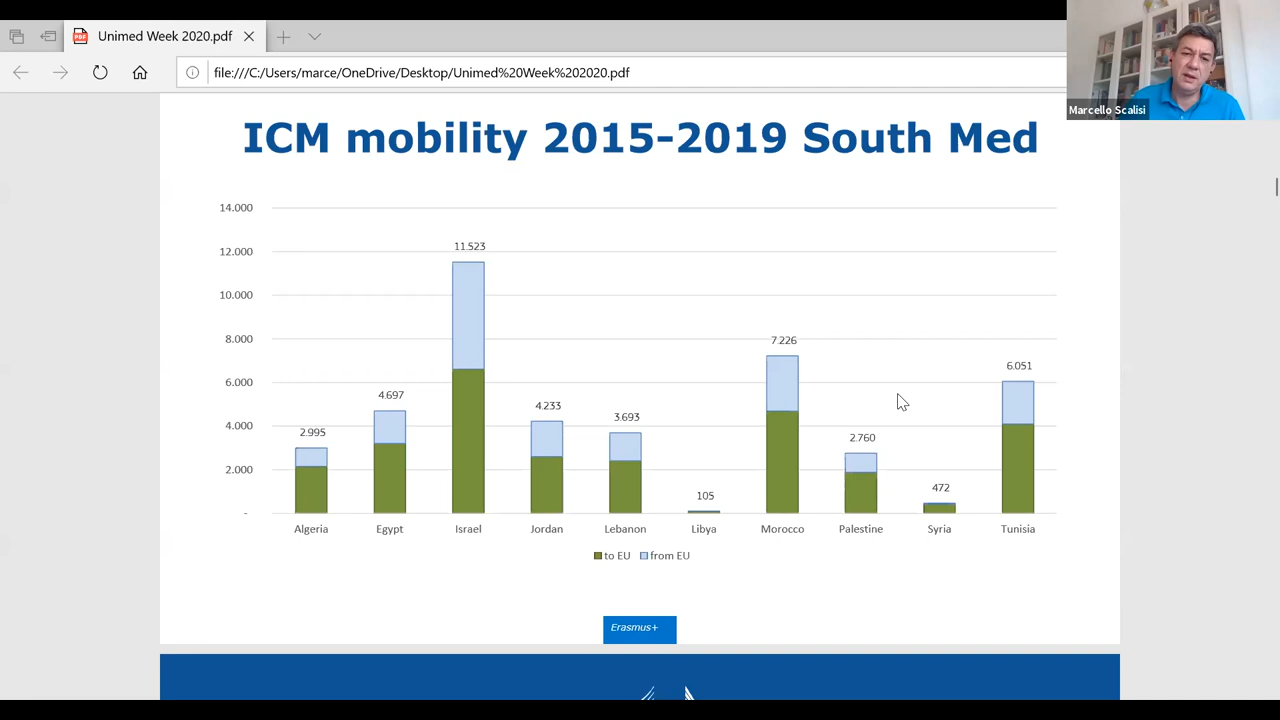 Unimed Week 2020.pdf
file:///C:/Users/marce/OneDrive/Desktop/Unimed%20Week%202020.pdf
Marcello Scalisi
ICM mobility 2015-2019 South Med
14.000
12.000
10.000
8.000
6.000
4.000
2.000
-
2.995
4.697
11.523
4.233
3.693
105
7.226
2.760
472
6.051
Algeria Egypt Israel Jordan Lebanon Libya Morocco Palestine Syria Tunisia
to EU from EU
Erasmus+